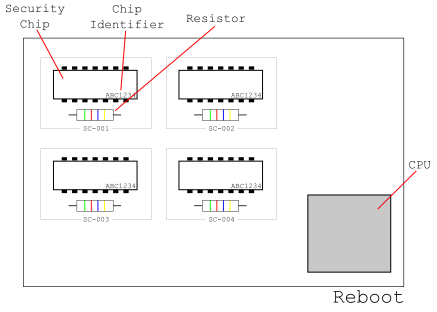 Security
Chip
Chip
Identifier
Resistor
ABC1234
ABC1234
SC-001
SC-002
ABC1234
ABC1234
SC-003
SC-004
CPU
Reboot